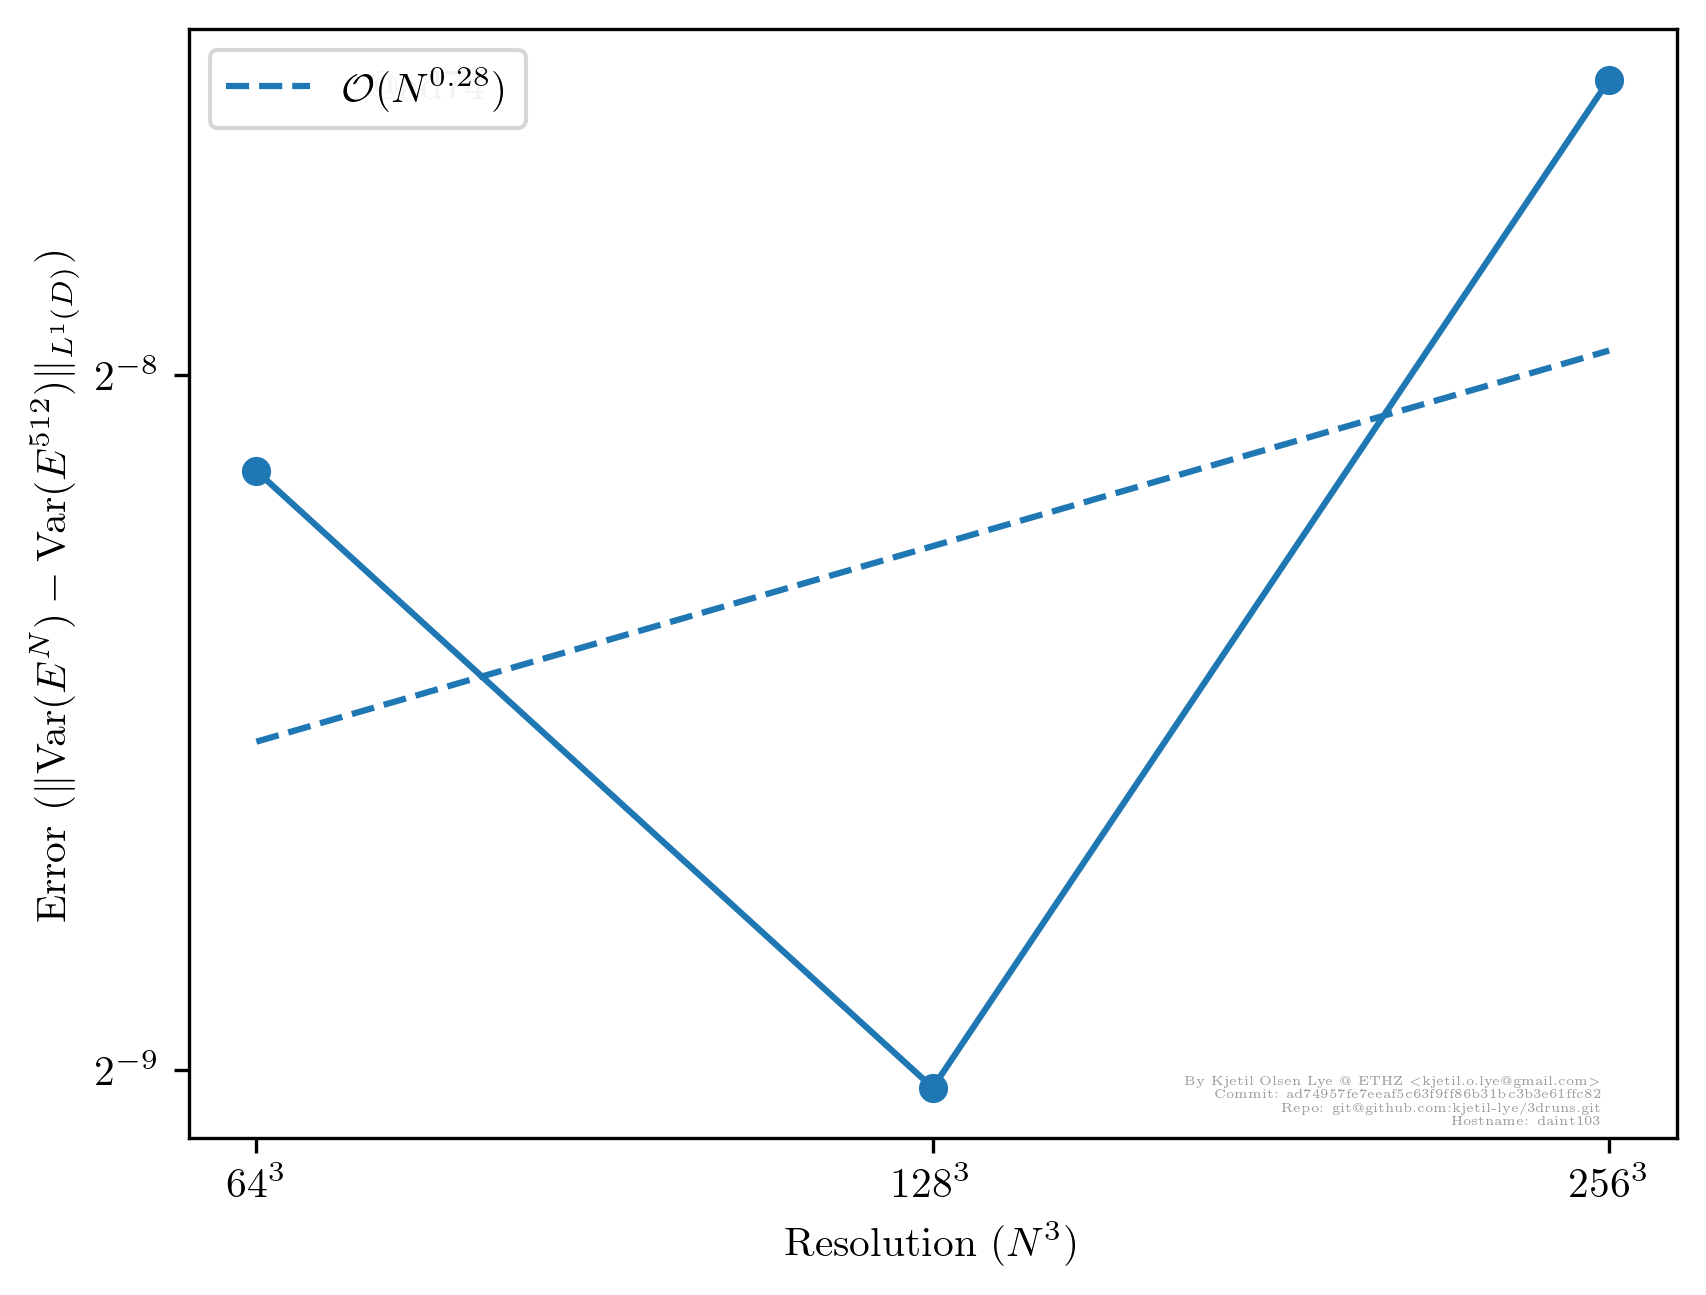 𝒪(N^0.28)
Error (||Var(E^N) − Var(E^512)||_L^1(D))
2^−8
2^−9
64^3
128^3
256^3
Resolution (N^3)
By Kjetil Olsen Lye @ ETHZ <kjetil.o.lye@gmail.com>
Commit: ad74957fe7eeaf5c63f9ff86b31bc3b3e61ffc82
Repo: git@github.com:kjetil-lye/3druns.git
Hostname: daint103